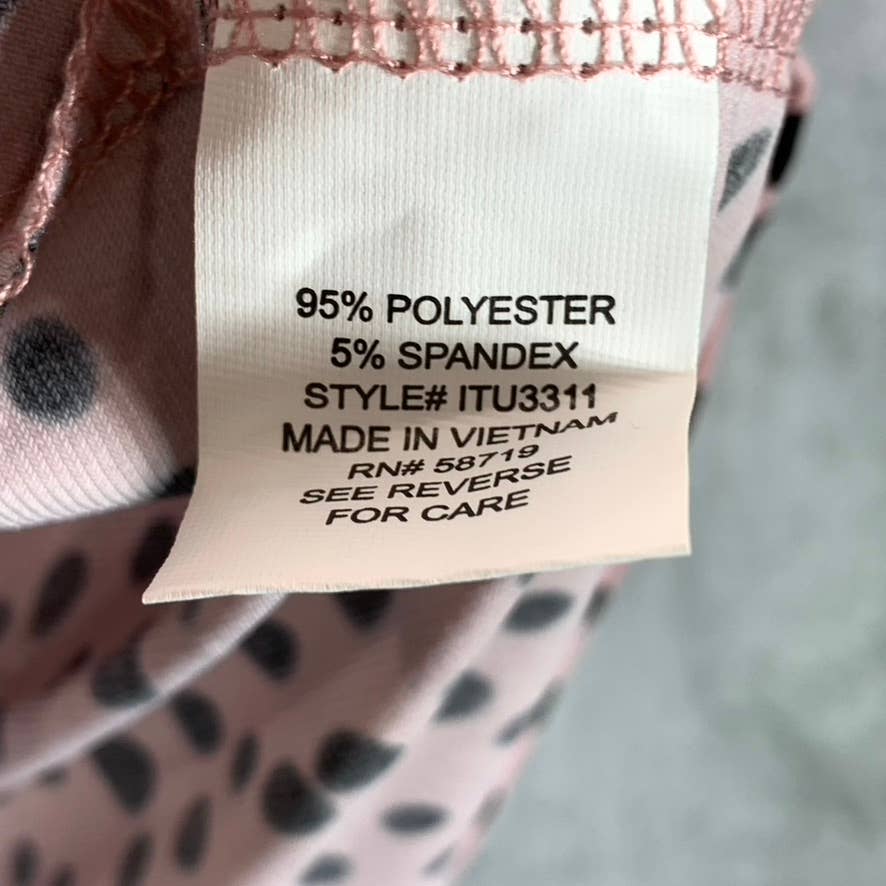 95% POLYESTER
5% SPANDEX
STYLE# ITU3311
MADE IN VIETNAM
RN# 58719
SEE REVERSE
FOR CARE